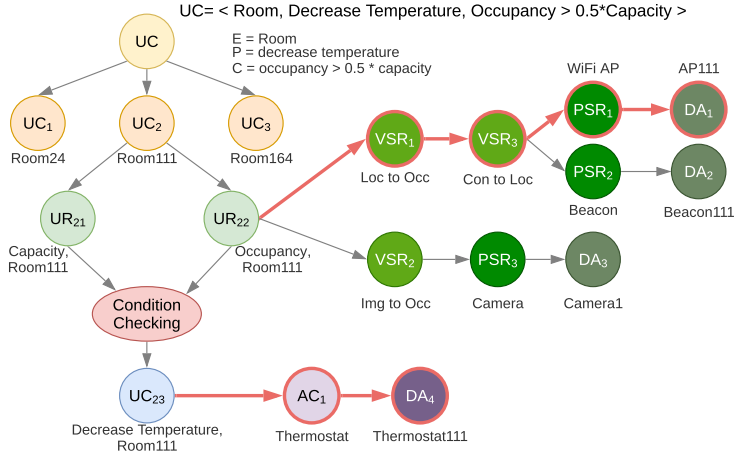 UC= < Room, Decrease Temperature, Occupancy > 0.5*Capacity >
E = Room
P = decrease temperature
C = occupancy > 0.5 * capacity
UC
UC1
UC2
UC3
Room24
Room111
Room164
WiFi AP
AP111
VSR1
VSR3
PSR1
DA1
Loc to Occ
Con to Loc
PSR2
DA2
Beacon
Beacon111
UR21
UR22
Capacity,
Room111
Occupancy,
Room111
VSR2
PSR3
DA3
Img to Occ
Camera
Camera1
Condition
Checking
UC23
AC1
DA4
Decrease Temperature,
Room111
Thermostat
Thermostat111